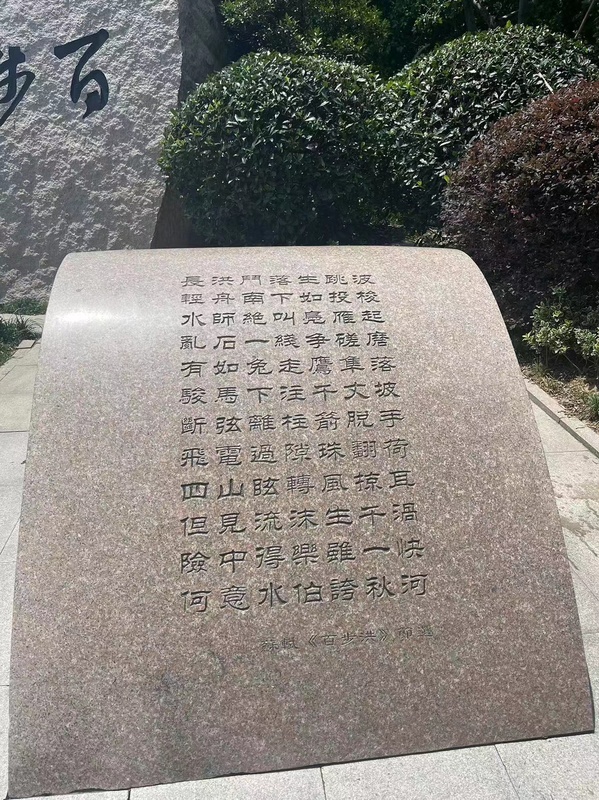 百
長洪鬥落生跳波
輕舟南下如投梭
水師絶叫鳧雁起
亂石一綫争磋磨
有如兔走鷹隼落
駿馬下注千丈坡
斷弦離柱箭脱手
飛電過隙珠翻荷
四山眩轉風掠耳
但見流沫生千渦
險中得樂雖一快
何意水伯誇秋河
蘇軾《百步洪》節選